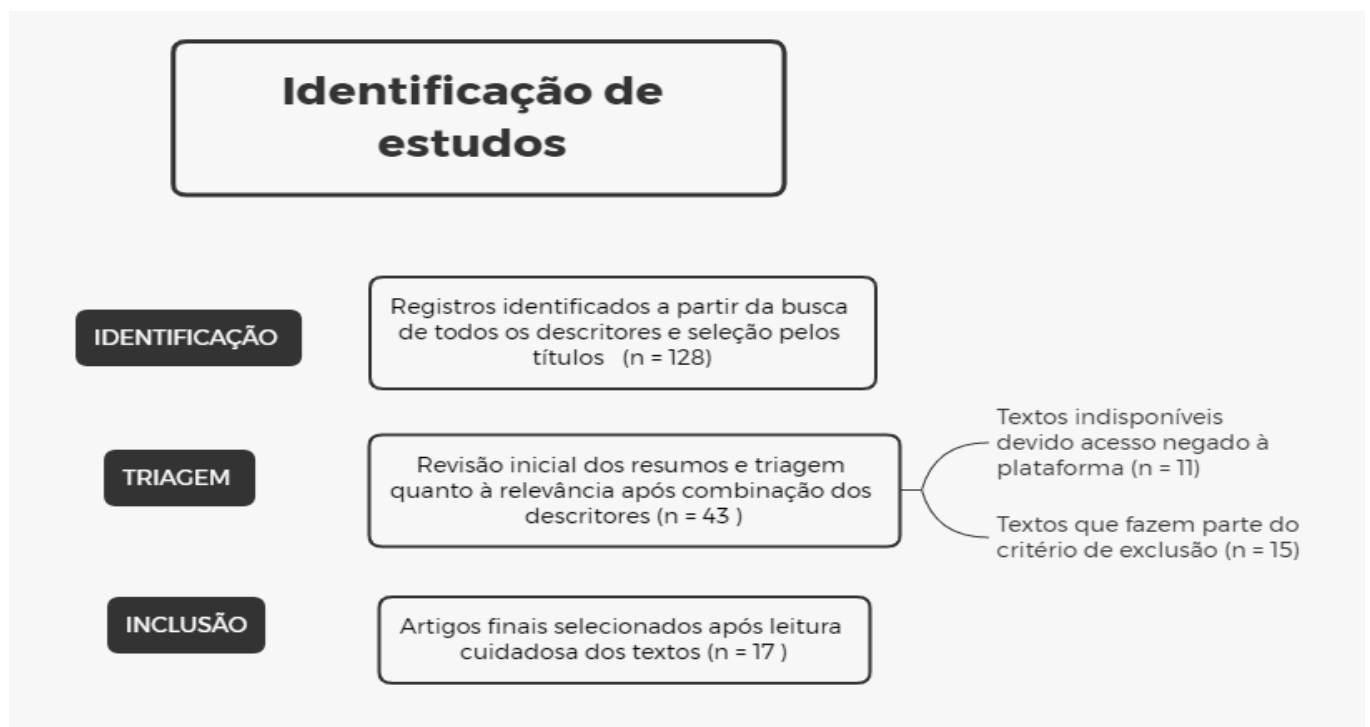 Identificação de
estudos
IDENTIFICAÇÃO
Registros identificados a partir da busca
de todos os descritores e seleção pelos
títulos (n = 128)
TRIAGEM
Revisão inicial dos resumos e triagem
quanto à relevância após combinação dos
descritores (n = 43 )
Textos indisponíveis
devido acesso negado à
plataforma (n = 11)
Textos que fazem parte do
critério de exclusão (n = 15)
INCLUSÃO
Artigos finais selecionados após leitura
cuidadosa dos textos (n = 17 )